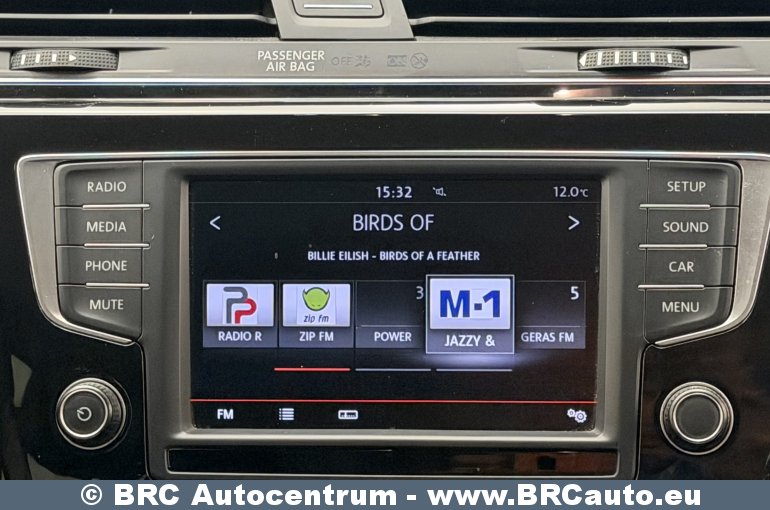 PASSENGER
AIR BAG OFF ON
RADIO
MEDIA
PHONE
MUTE
15:32 12.0°C
BIRDS OF
BILLIE EILISH - BIRDS OF A FEATHER
RADIO R
zip fm
ZIP FM
3
POWER
M-1
JAZZY &
5
GERAS FM
FM
SETUP
SOUND
CAR
MENU
© BRC Autocentrum - www.BRCauto.eu